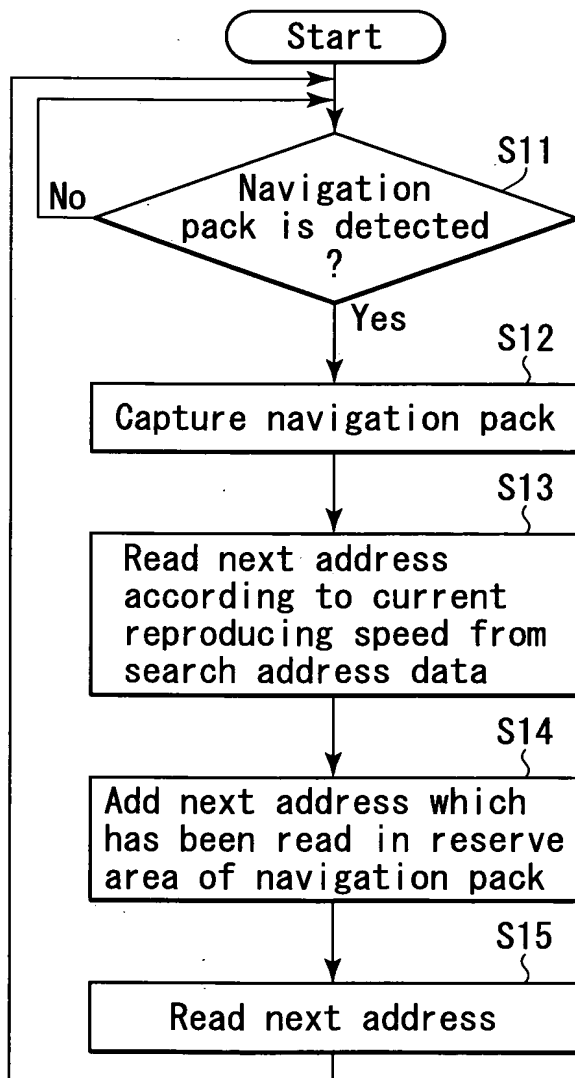 Start
S11
No
Navigation
pack is detected
?
Yes
S12
Capture navigation pack
S13
Read next address
according to current
reproducing speed from
search address data
S14
Add next address which
has been read in reserve
area of navigation pack
S15
Read next address